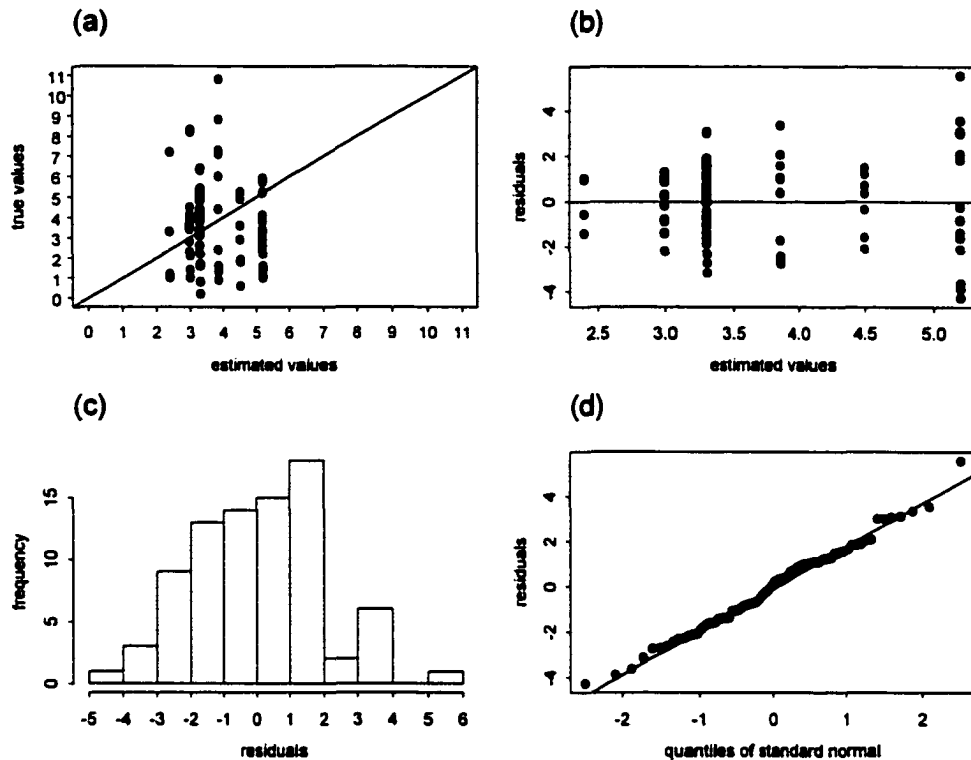 (a)
true values
11
10
9
8
7
6
5
4
3
2
1
0
0 1 2 3 4 5 6 7 8 9 10 11
estimated values
(b)
residuals
4
2
0
-2
-4
2.5 3.0 3.5 4.0 4.5 5.0
estimated values
(c)
frequency
15
10
5
0
-5 -4 -3 -2 -1 0 1 2 3 4 5 6
residuals
(d)
residuals
4
2
0
-2
-4
-2 -1 0 1 2
quantiles of standard normal